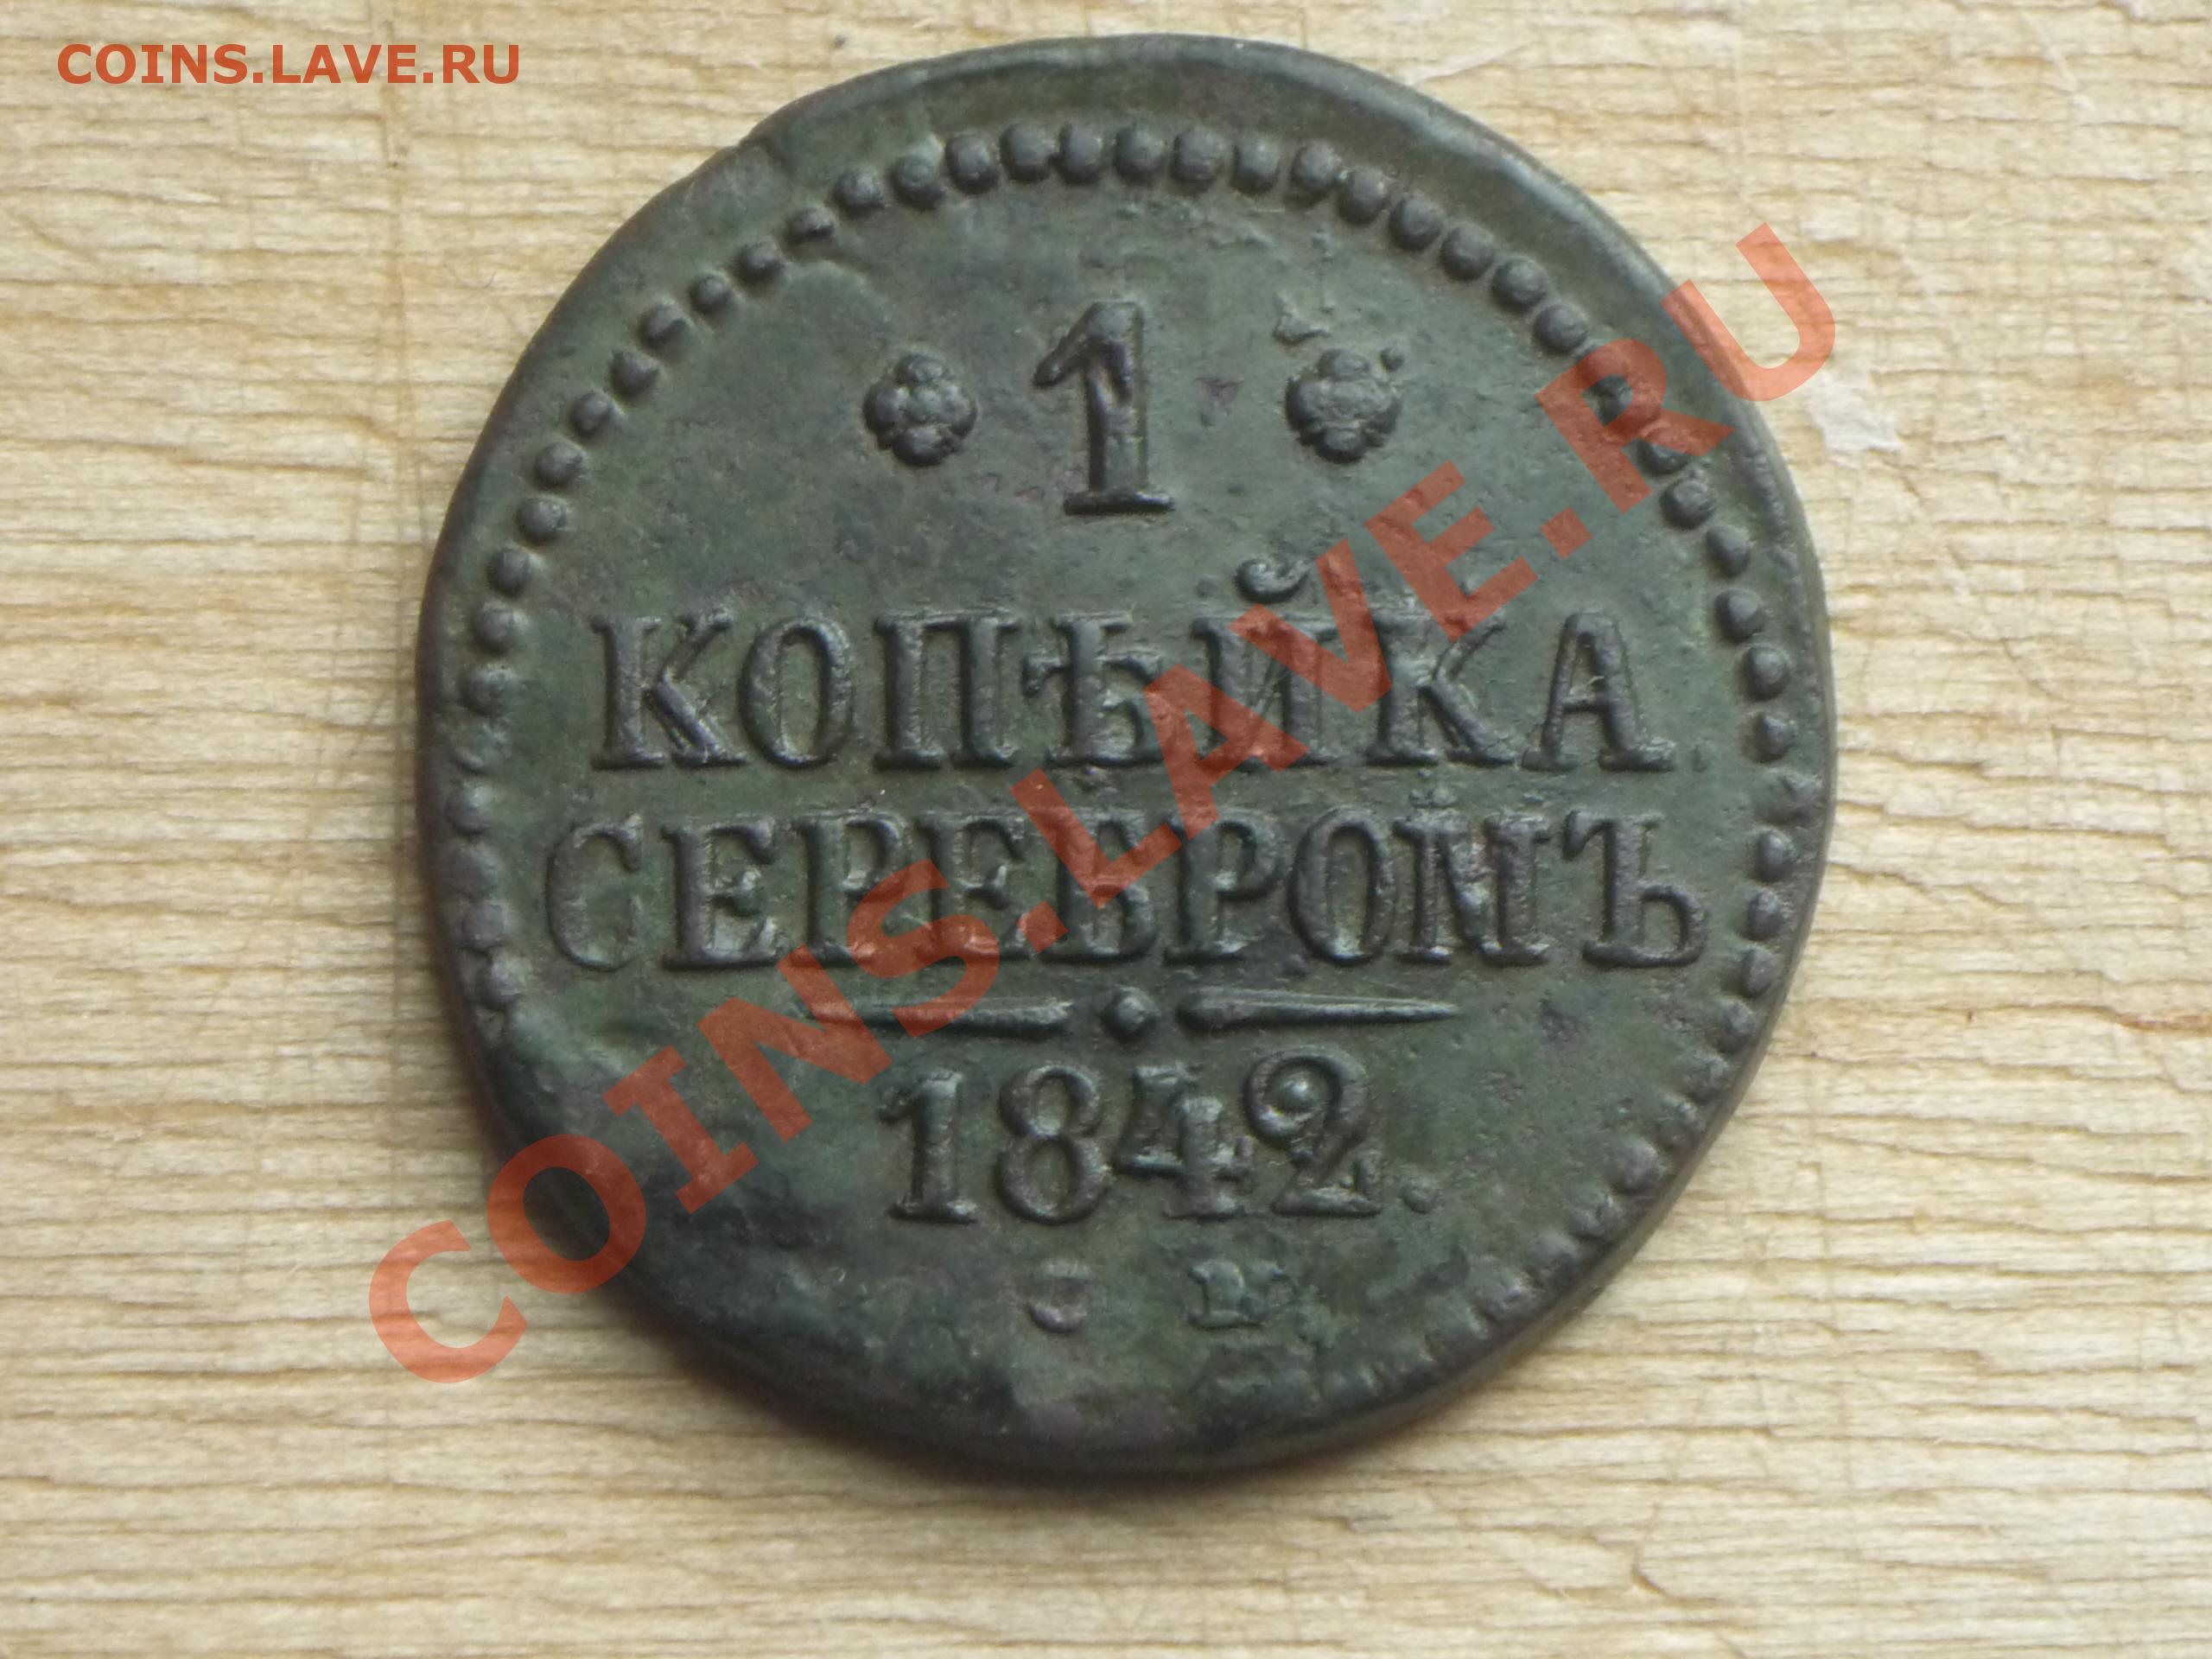 COINS.LAVE.RU
1
КОПѢЙКА
СЕРЕБРОМЪ
1842.
COINS.LAVE.RU